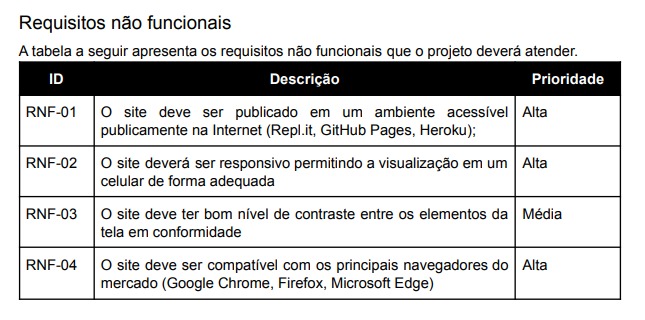 Requisitos não funcionais
A tabela a seguir apresenta os requisitos não funcionais que o projeto deverá atender.
ID Descrição Prioridade
RNF-01 O site deve ser publicado em um ambiente acessível Alta
publicamente na Internet (Repl.it, GitHub Pages, Heroku);
RNF-02 O site deverá ser responsivo permitindo a visualização em um Alta
celular de forma adequada
RNF-03 O site deve ter bom nível de contraste entre os elementos da Média
tela em conformidade
RNF-04 O site deve ser compatível com os principais navegadores do Alta
mercado (Google Chrome, Firefox, Microsoft Edge)